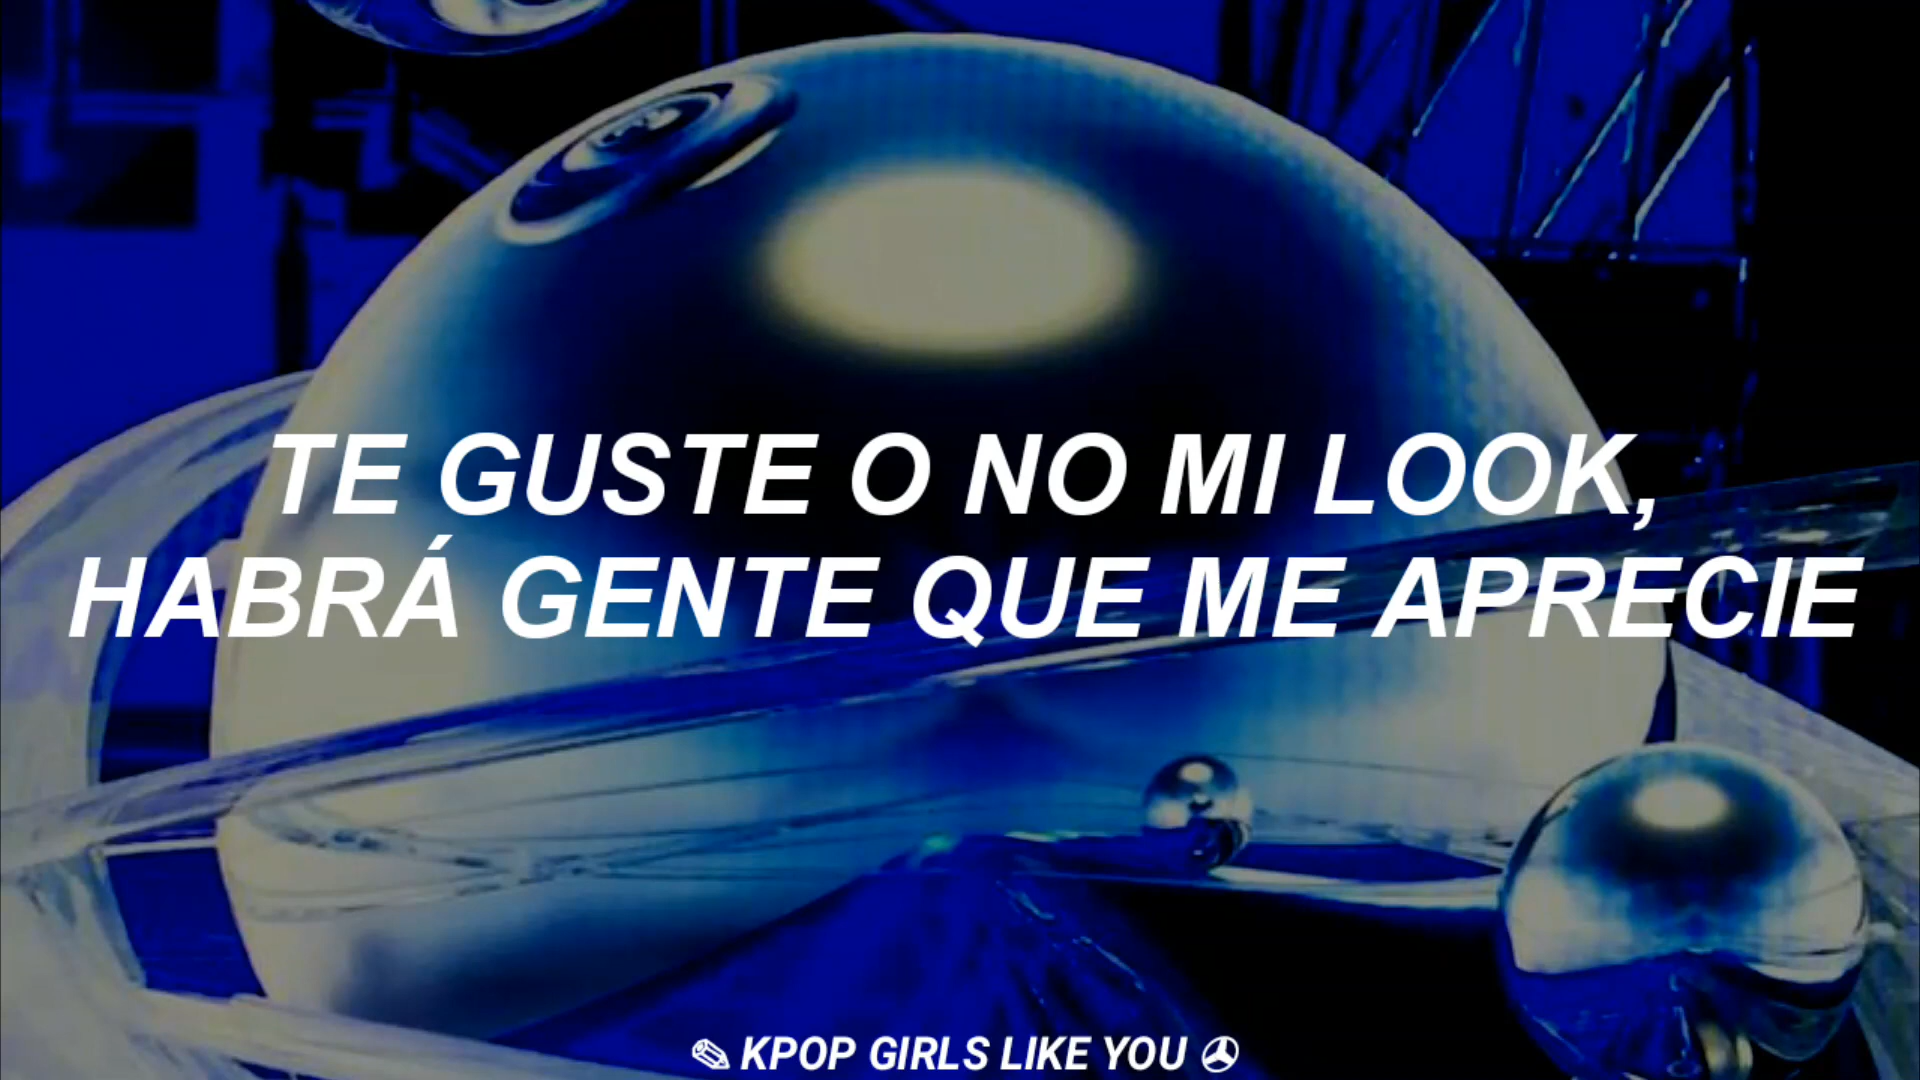 TE GUSTE O NO MI LOOK,
HABRÁ GENTE QUE ME APRECIE
✎ KPOP GIRLS LIKE YOU ✇